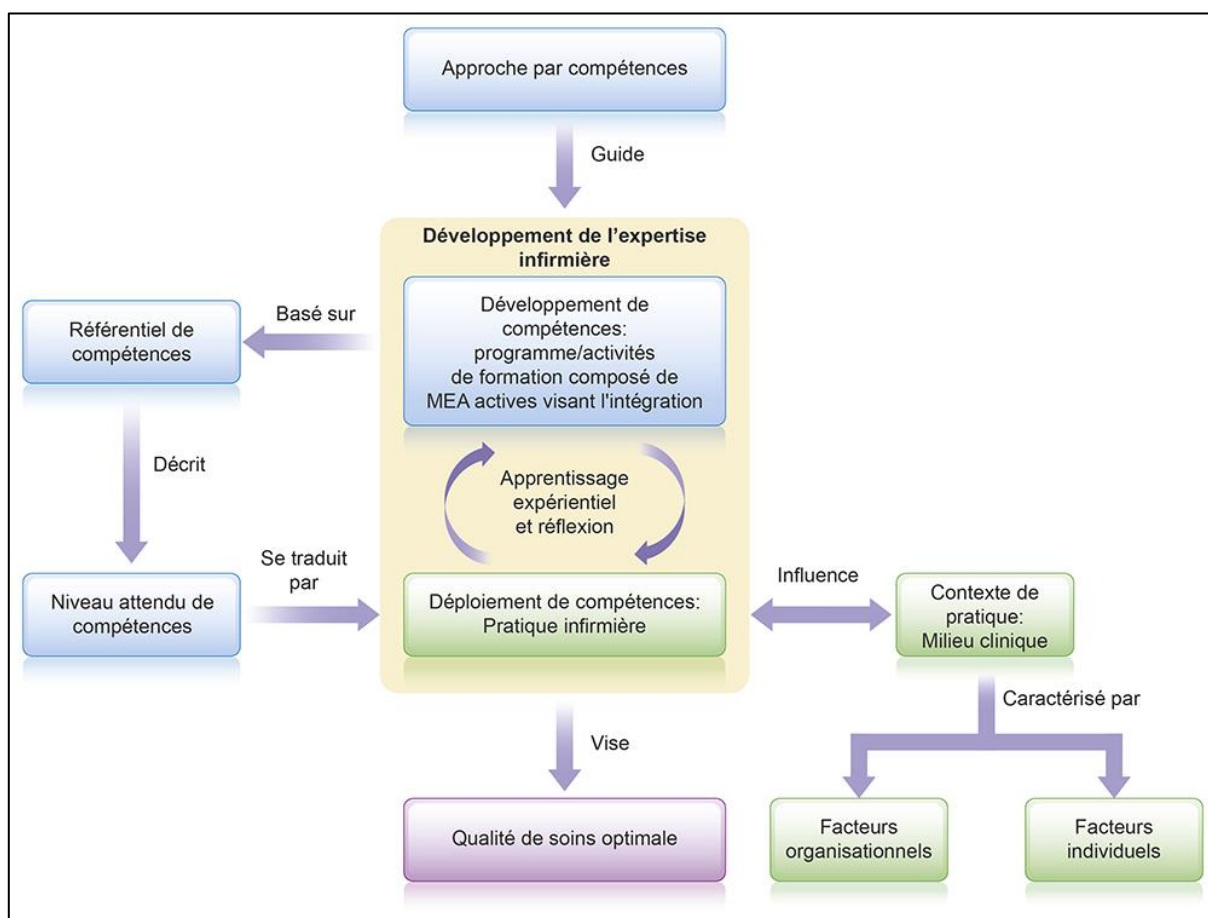 Approche par compétences
Guide
Développement de l’expertise
infirmière
Développement de
compétences:
programme/activités
de formation composé de
MEA actives visant l'intégration
Basé sur
Référentiel de
compétences
Décrit
Apprentissage
expérientiel
et réflexion
Niveau attendu de
compétences
Se traduit
par
Déploiement de compétences:
Pratique infirmière
Influence
Contexte de
pratique:
Milieu clinique
Caractérisé par
Vise
Qualité de soins optimale
Facteurs
organisationnels
Facteurs
individuels